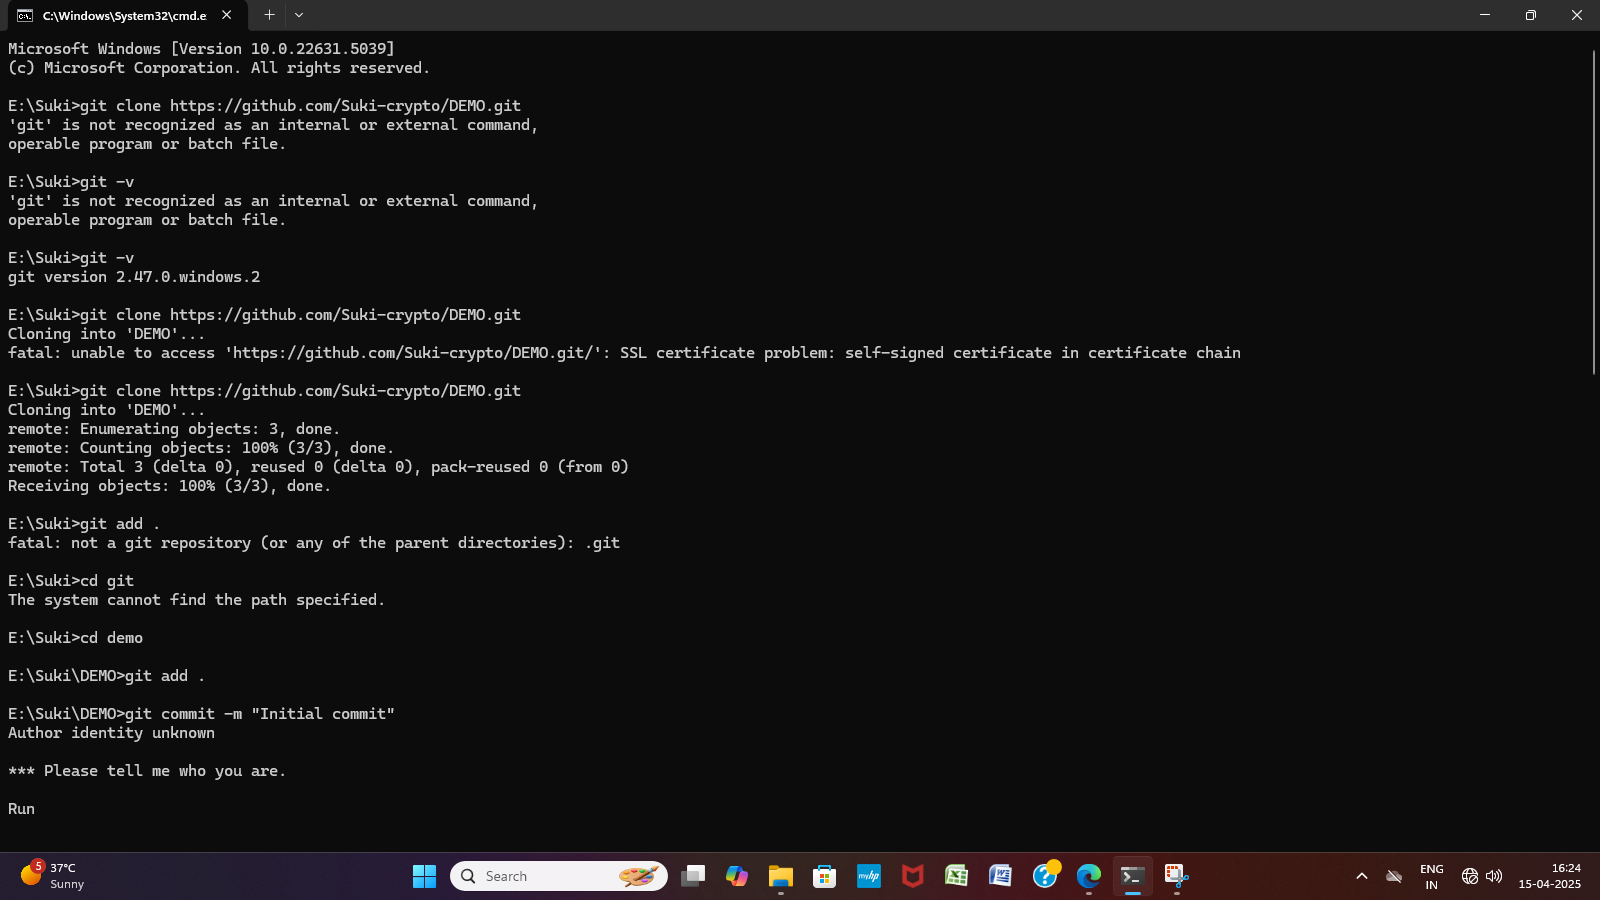 C:\Windows\System32\cmd.e
Microsoft Windows [Version 10.0.22631.5039]
(c) Microsoft Corporation. All rights reserved.
E:\Suki>git clone https://github.com/Suki-crypto/DEMO.git
'git' is not recognized as an internal or external command,
operable program or batch file.
E:\Suki>git -v
'git' is not recognized as an internal or external command,
operable program or batch file.
E:\Suki>git -v
git version 2.47.0.windows.2
E:\Suki>git clone https://github.com/Suki-crypto/DEMO.git
Cloning into 'DEMO'...
fatal: unable to access 'https://github.com/Suki-crypto/DEMO.git/': SSL certificate problem: self-signed certificate in certificate chain
E:\Suki>git clone https://github.com/Suki-crypto/DEMO.git
Cloning into 'DEMO'...
remote: Enumerating objects: 3, done.
remote: Counting objects: 100% (3/3), done.
remote: Total 3 (delta 0), reused 0 (delta 0), pack-reused 0 (from 0)
Receiving objects: 100% (3/3), done.
E:\Suki>git add .
fatal: not a git repository (or any of the parent directories): .git
E:\Suki>cd git
The system cannot find the path specified.
E:\Suki>cd demo
E:\Suki\DEMO>git add .
E:\Suki\DEMO>git commit -m "Initial commit"
Author identity unknown
*** Please tell me who you are.
Run
5
37°C
Sunny
Search
myhp
ENG
IN
16:24
15-04-2025